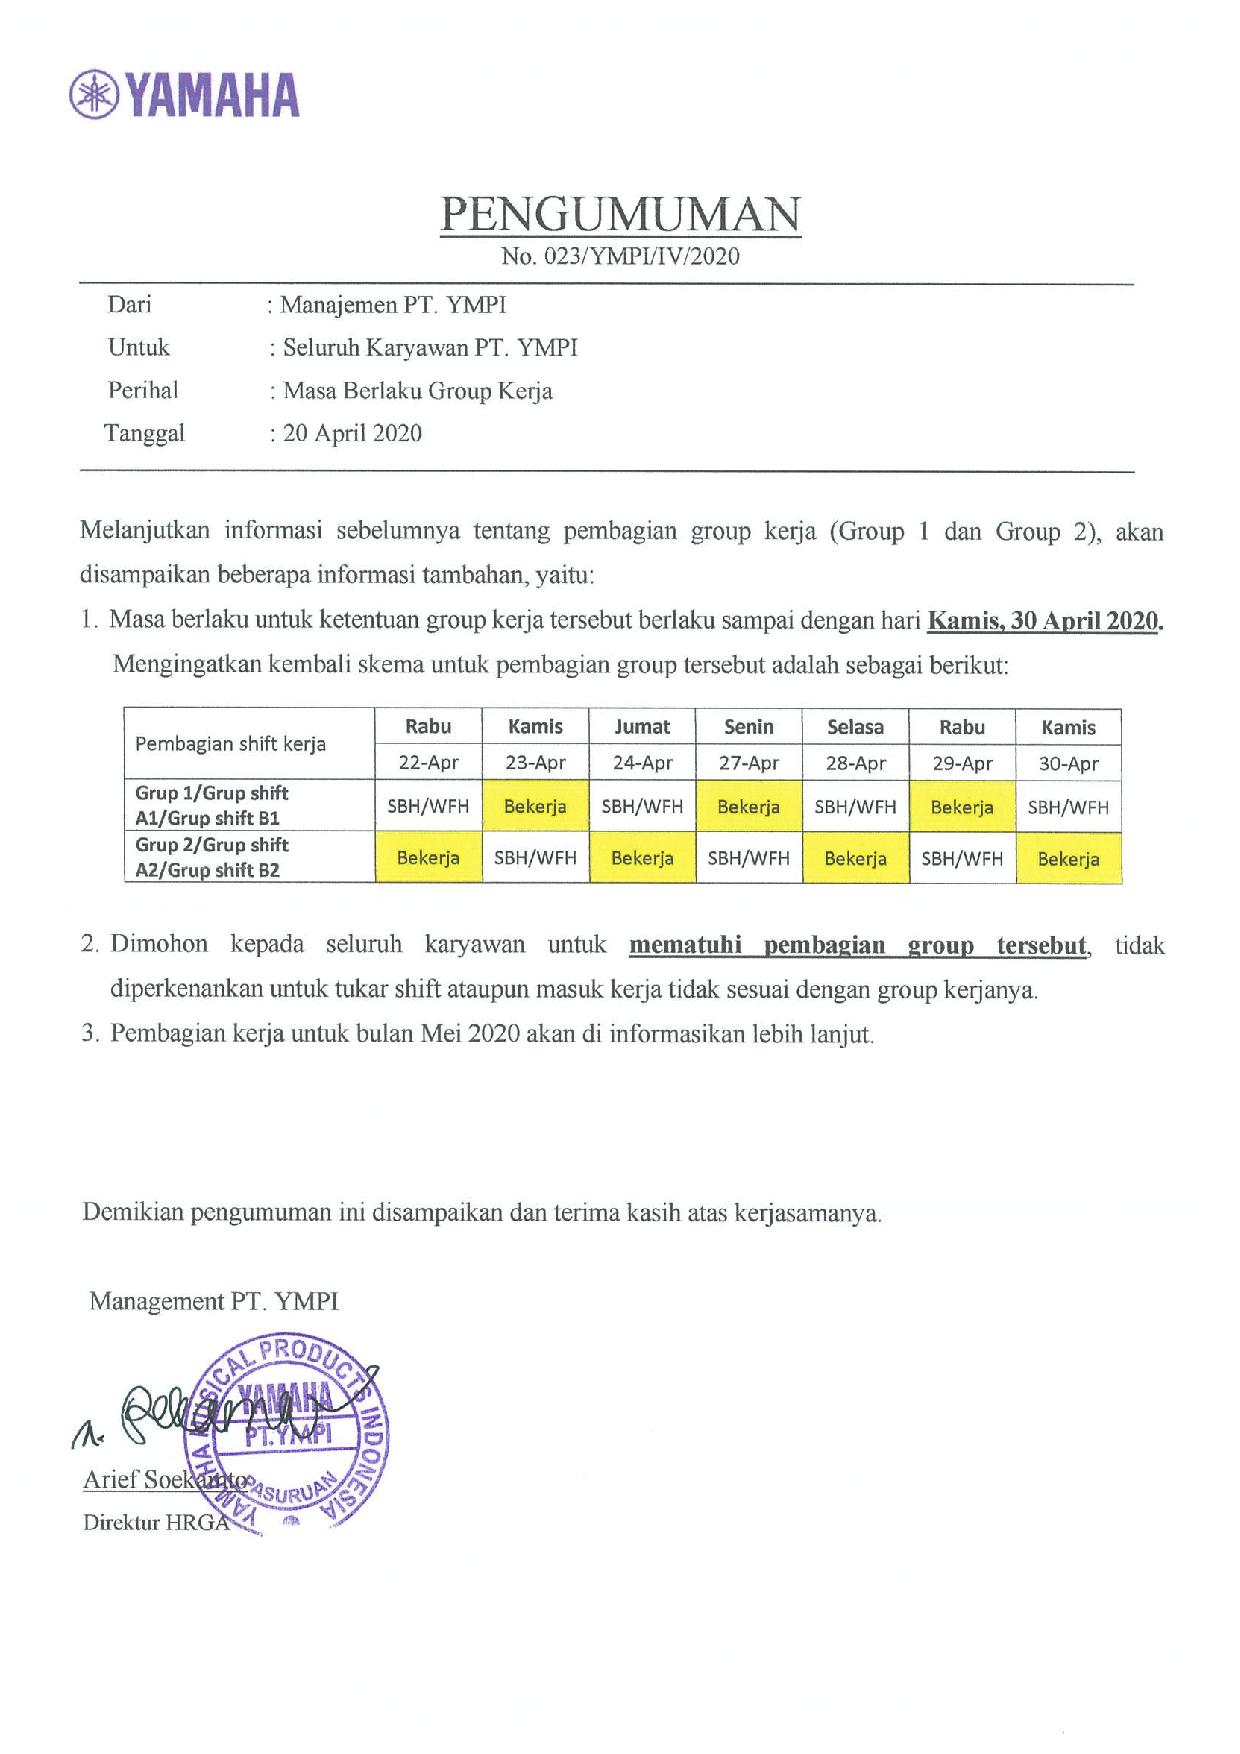 YAMAHA
PENGUMUMAN
No. 023/YMPI/IV/2020
Dari : Manajemen PT. YMPI
Untuk : Seluruh Karyawan PT. YMPI
Perihal : Masa Berlaku Group Kerja
Tanggal : 20 April 2020
Melanjutkan informasi sebelumnya tentang pembagian group kerja (Group 1 dan Group 2), akan
disampaikan beberapa informasi tambahan, yaitu:
1. Masa berlaku untuk ketentuan group kerja tersebut berlaku sampai dengan hari Kamis, 30 April 2020.
Mengingatkan kembali skema untuk pembagian group tersebut adalah sebagai berikut:
Pembagian shift kerja Rabu Kamis Jumat Senin Selasa Rabu Kamis
22-Apr 23-Apr 24-Apr 27-Apr 28-Apr 29-Apr 30-Apr
Grup 1/Grup shift
A1/Grup shift B1 SBH/WFH Bekerja SBH/WFH Bekerja SBH/WFH Bekerja SBH/WFH
Grup 2/Grup shift
A2/Grup shift B2 Bekerja SBH/WFH Bekerja SBH/WFH Bekerja SBH/WFH Bekerja
2. Dimohon kepada seluruh karyawan untuk mematuhi pembagian group tersebut, tidak
diperkenankan untuk tukar shift ataupun masuk kerja tidak sesuai dengan group kerjanya.
3. Pembagian kerja untuk bulan Mei 2020 akan di informasikan lebih lanjut.
Demikian pengumuman ini disampaikan dan terima kasih atas kerjasamanya.
Management PT. YMPI
YAMAHA MUSICAL PRODUCTS INDONESIA
YAMAHA
PT.YMPI
PASURUAN
Arief Soekamto
Direktur HRGA